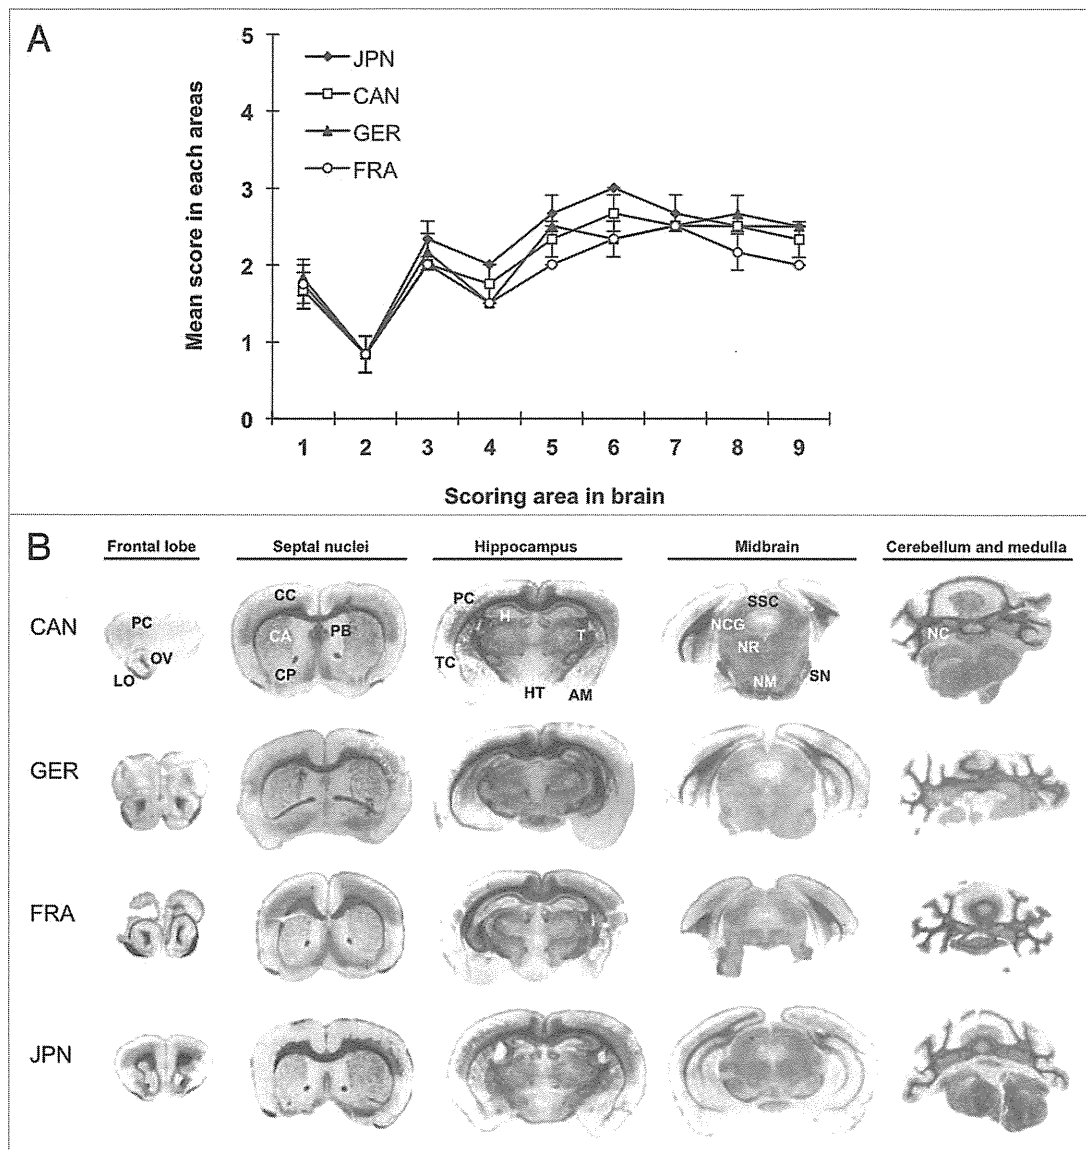 A
Mean score in each areas
5
4
3
2
1
0
JPN
CAN
GER
FRA
1 2 3 4 5 6 7 8 9
Scoring area in brain
B
Frontal lobe Septal nuclei Hippocampus Midbrain Cerebellum and medulla
CAN
PC
OV
LO
CC
CA
PB
CP
PC
H
T
TC
HT
AM
SSC
NCG
NR
NM
SN
NC
GER
FRA
JPN